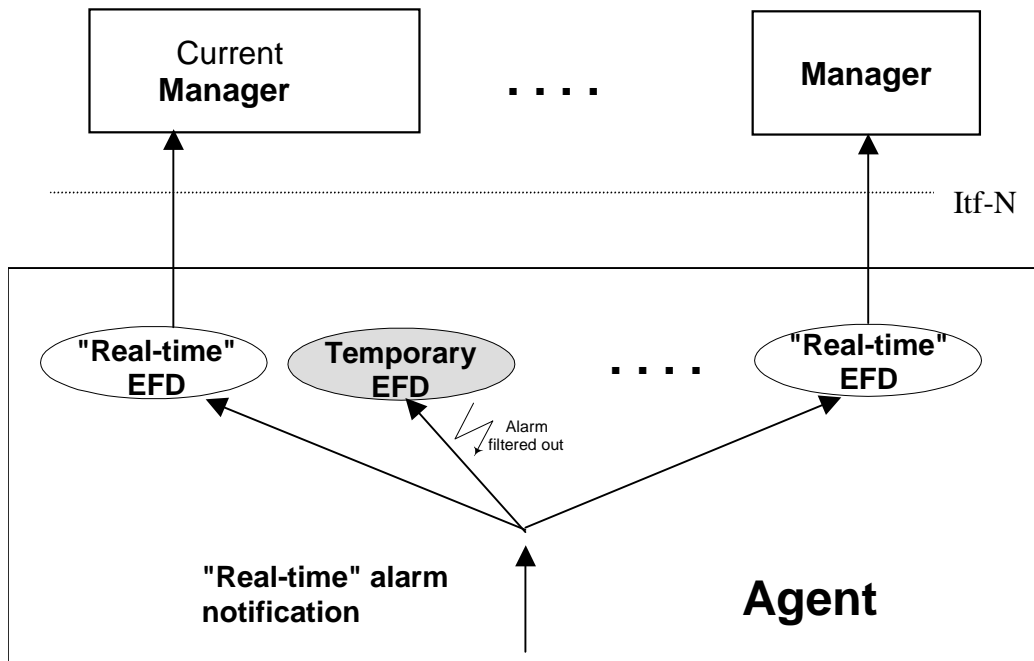 Current
Manager
. . . .
Manager
Itf-N
"Real-time"
EFD
Temporary
EFD
. . . .
"Real-time"
EFD
Alarm
filtered out
"Real-time" alarm
notification
Agent